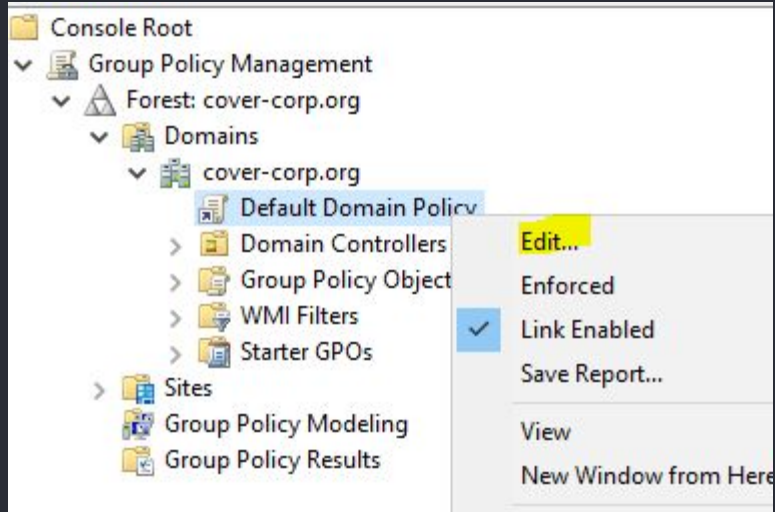 Console Root
Group Policy Management
Forest: cover-corp.org
Domains
cover-corp.org
Default Domain Policy
Domain Controllers
Group Policy Object
WMI Filters
Starter GPOs
Sites
Group Policy Modeling
Group Policy Results
Edit...
Enforced
Link Enabled
Save Report...
View
New Window from Here